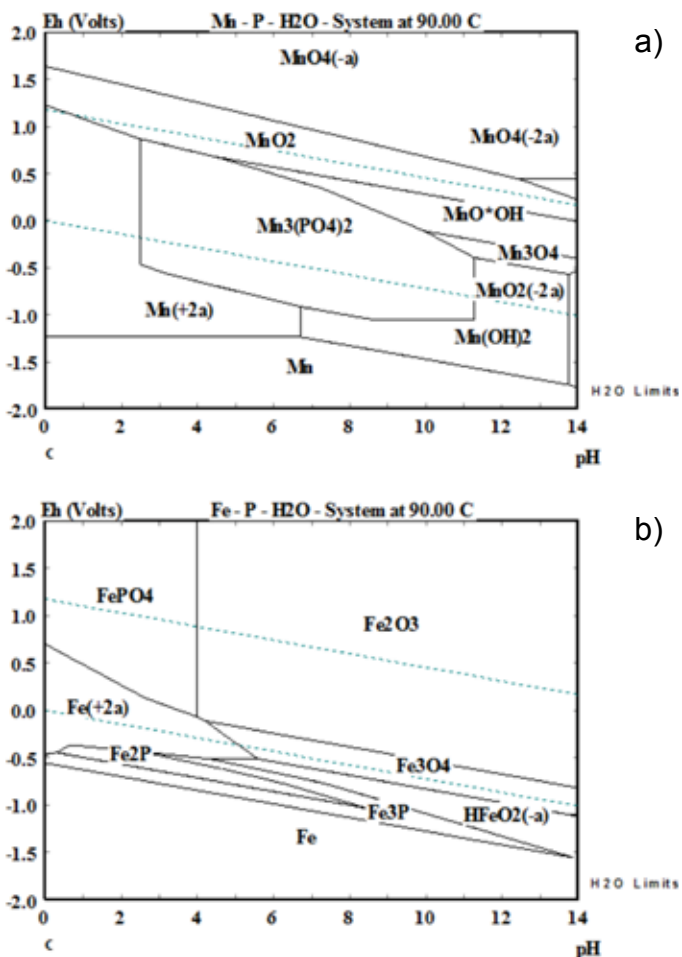 Eh (Volts) Mn - P - H2O - System at 90.00 C
a)
2.0
MnO4(-a)
1.5
MnO4(-2a)
1.0
MnO2
0.5
MnO*OH
0.0
Mn3(PO4)2
Mn3O4
-0.5
MnO2(-2a)
Mn(+2a)
-1.0
Mn(OH)2
Mn
-1.5
H2O Limits
-2.0
0 2 4 6 8 10 12 14
C pH
Eh (Volts) Fe - P - H2O - System at 90.00 C
b)
2.0
1.5
FePO4
1.0
Fe2O3
0.5
0.0
Fe(+2a)
-0.5
Fe2P
Fe3O4
-1.0
Fe3P
HFeO2(-a)
Fe
-1.5
H2O Limits
-2.0
0 2 4 6 8 10 12 14
C pH